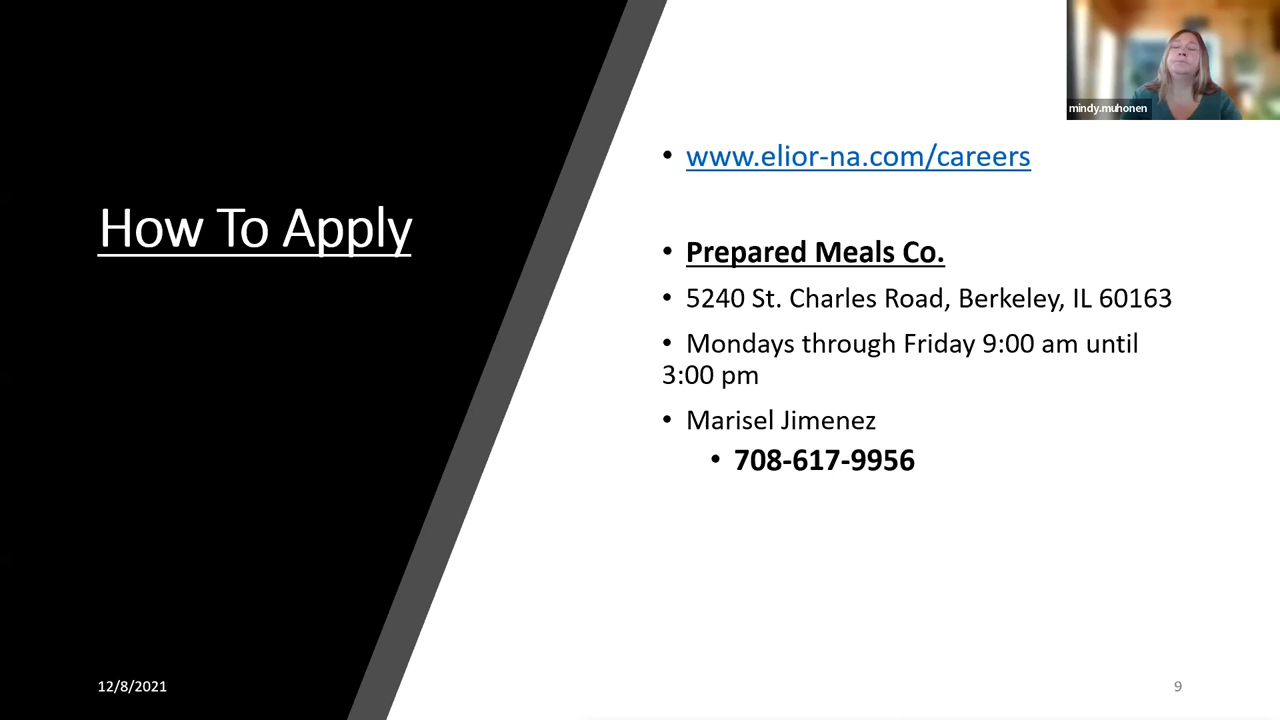 mindy.muhonen
How To Apply
• www.elior-na.com/careers
• Prepared Meals Co.
• 5240 St. Charles Road, Berkeley, IL 60163
• Mondays through Friday 9:00 am until
3:00 pm
• Marisel Jimenez
• 708-617-9956
12/8/2021
9